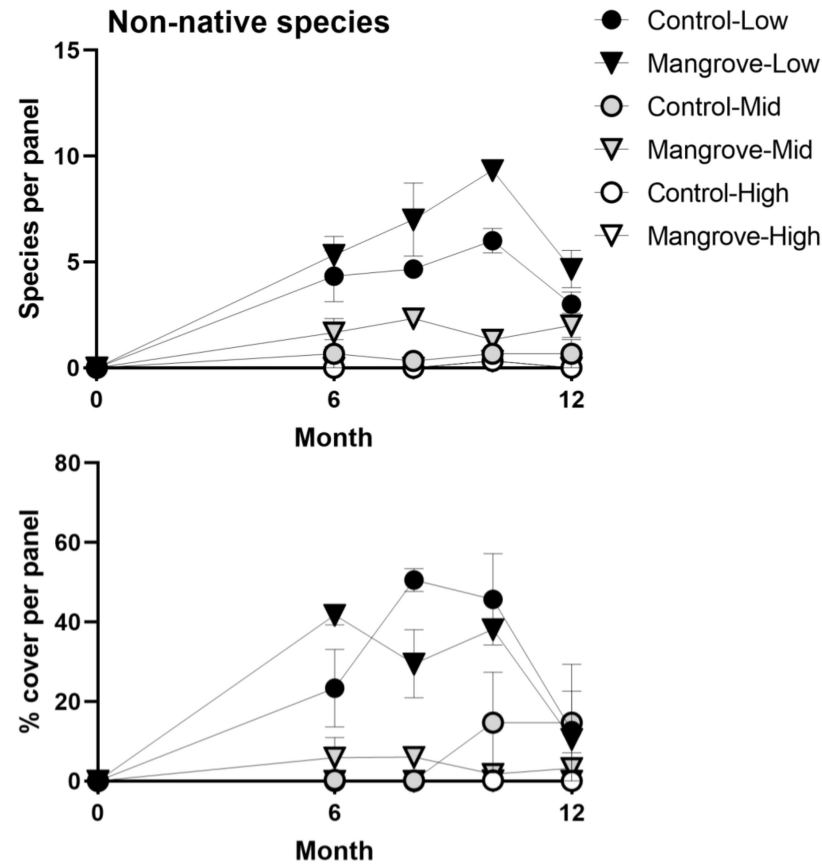 Non-native species
Control-Low
Mangrove-Low
Control-Mid
Mangrove-Mid
Control-High
Mangrove-High
Species per panel
15
10
5
0
0 6 12
Month
% cover per panel
80
60
40
20
0
0 6 12
Month